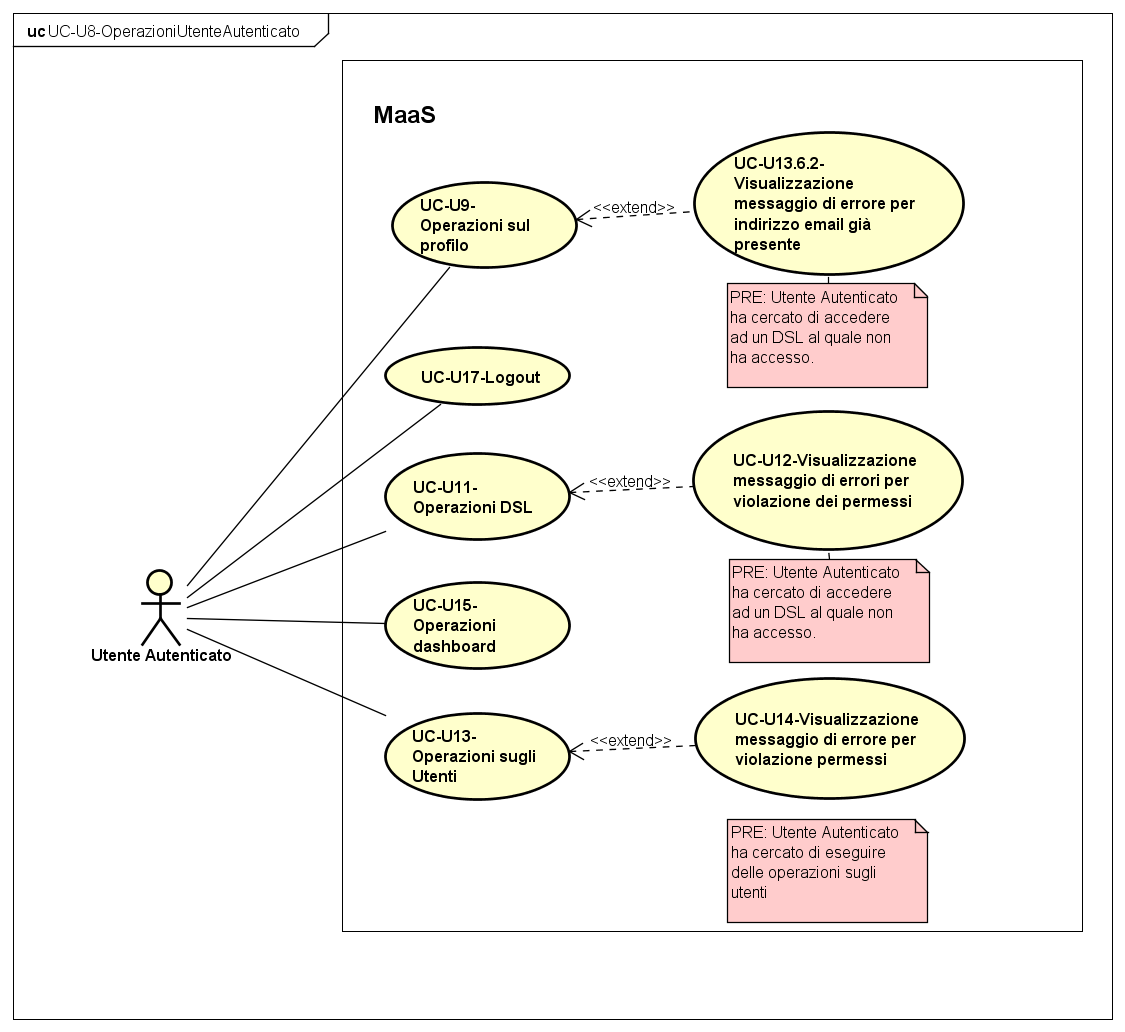 uc UC-U8-OperazioniUtenteAutenticato
MaaS
UC-U9-
Operazioni sul
profilo
<<extend>>
UC-U13.6.2-
Visualizzazione
messaggio di errore per
indirizzo email già
presente
PRE: Utente Autenticato
ha cercato di accedere
ad un DSL al quale non
ha accesso.
UC-U17-Logout
UC-U11-
Operazioni DSL
<<extend>>
UC-U12-Visualizzazione
messaggio di errori per
violazione dei permessi
PRE: Utente Autenticato
ha cercato di accedere
ad un DSL al quale non
ha accesso.
UC-U15-
Operazioni
dashboard
Utente Autenticato
UC-U13-
Operazioni sugli
Utenti
<<extend>>
UC-U14-Visualizzazione
messaggio di errore per
violazione permessi
PRE: Utente Autenticato
ha cercato di eseguire
delle operazioni sugli
utenti